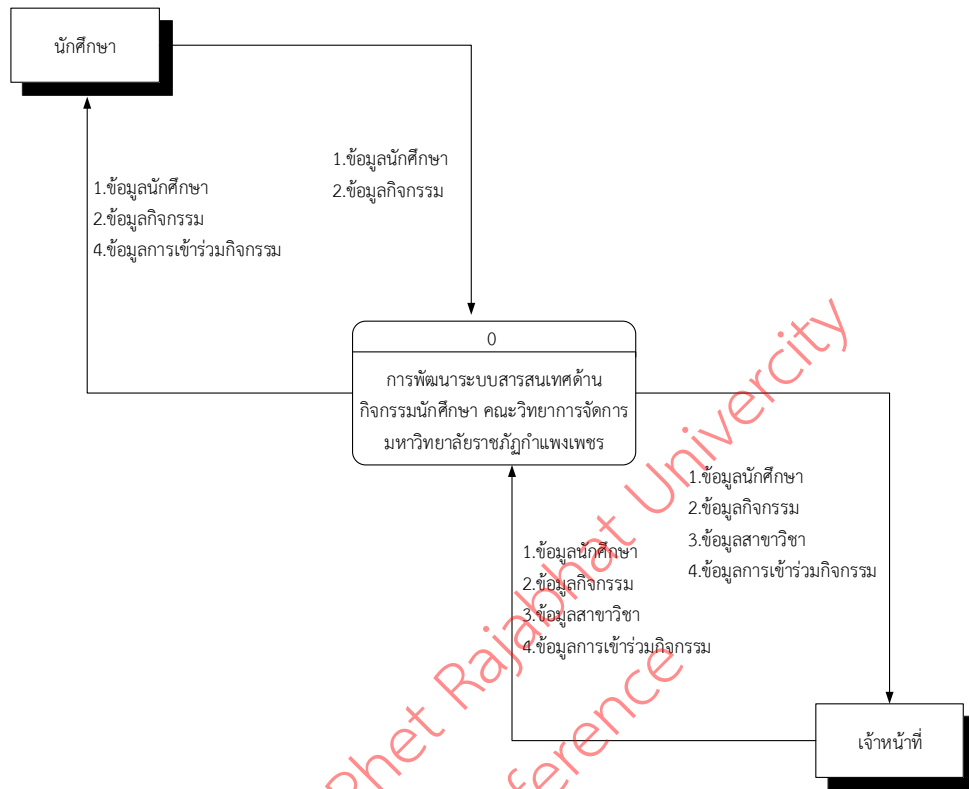 นักศึกษา
1.ข้อมูลนักศึกษา
2.ข้อมูลกิจกรรม
1.ข้อมูลนักศึกษา
2.ข้อมูลกิจกรรม
4.ข้อมูลการเข้าร่วมกิจกรรม
0
การพัฒนาระบบสารสนเทศด้าน
กิจกรรมนักศึกษา คณะวิทยาการจัดการ
มหาวิทยาลัยราชภัฏกำแพงเพชร
1.ข้อมูลนักศึกษา
2.ข้อมูลกิจกรรม
3.ข้อมูลสาขาวิชา
4.ข้อมูลการเข้าร่วมกิจกรรม
1.ข้อมูลนักศึกษา
2.ข้อมูลกิจกรรม
3.ข้อมูลสาขาวิชา
4.ข้อมูลการเข้าร่วมกิจกรรม
เจ้าหน้าที่
Phet Rajabhat Univercity